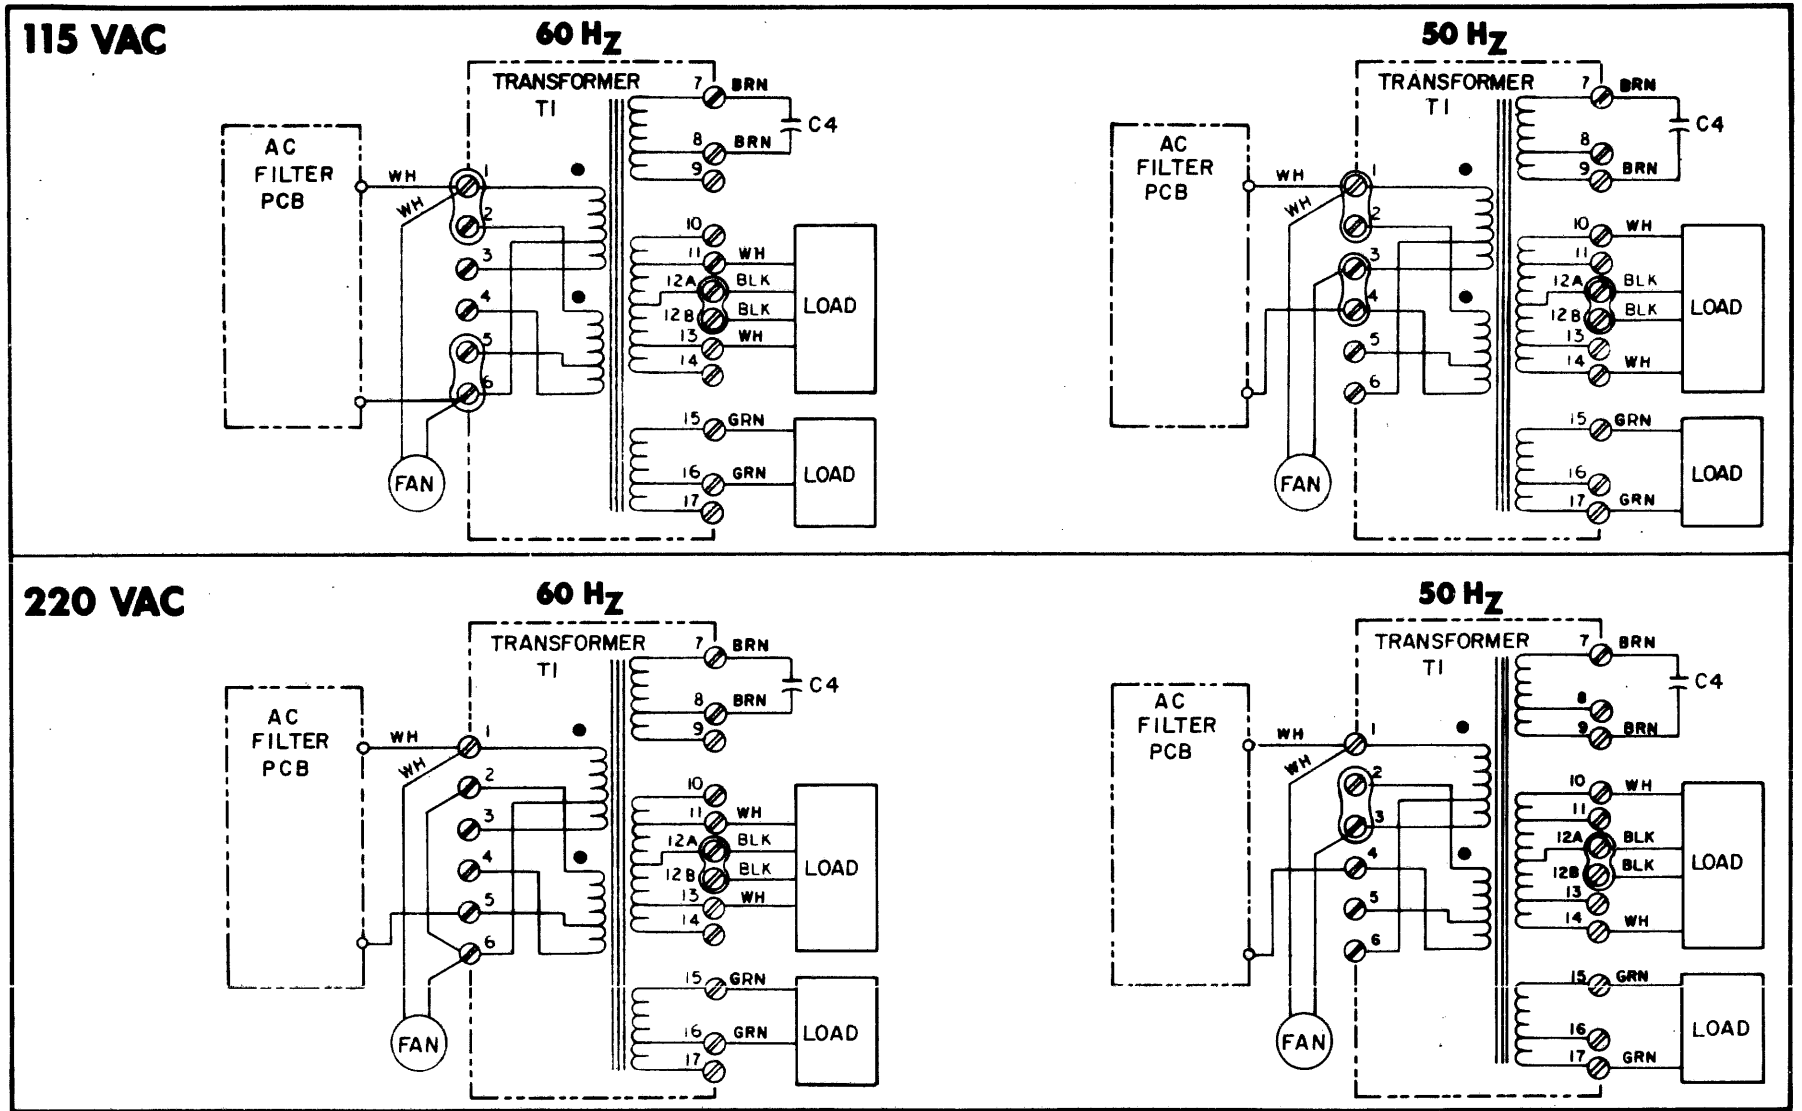 115 VAC
60 HZ
TRANSFORMER
T1
AC
FILTER
PCB
WH
WH
1
2
3
4
5
6
FAN
7
BRN
8
BRN
9
C4
10
11
WH
12A
BLK
12B
BLK
13
WH
14
LOAD
15
GRN
16
GRN
17
LOAD
50 HZ
TRANSFORMER
T1
AC
FILTER
PCB
WH
WH
1
2
3
4
5
6
FAN
7
BRN
8
9
BRN
C4
10
WH
11
12A
BLK
12B
BLK
13
14
WH
LOAD
15
GRN
16
17
GRN
LOAD
220 VAC
60 HZ
TRANSFORMER
T1
AC
FILTER
PCB
WH
WH
1
2
3
4
5
6
FAN
7
BRN
8
BRN
9
C4
10
11
WH
12A
BLK
12B
BLK
13
WH
14
LOAD
15
GRN
16
GRN
17
LOAD
50 HZ
TRANSFORMER
T1
AC
FILTER
PCB
WH
WH
1
2
3
4
5
6
FAN
7
BRN
8
9
BRN
C4
10
WH
11
12A
BLK
12B
BLK
13
14
WH
LOAD
15
GRN
16
17
GRN
LOAD